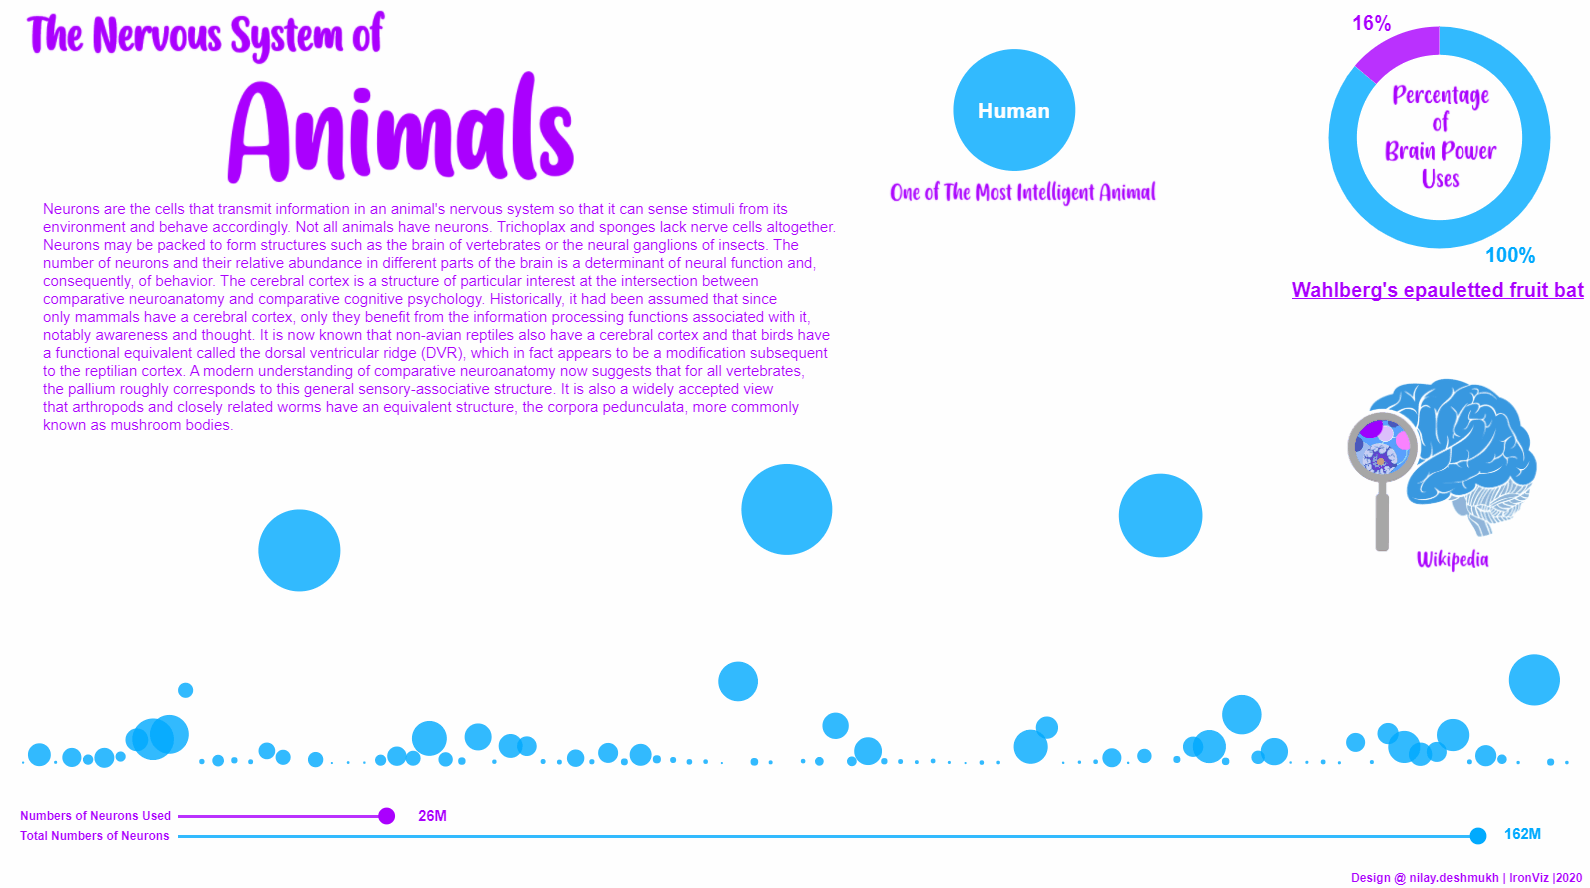 The Nervous System of
Animals
Neurons are the cells that transmit information in an animal's nervous system so that it can sense stimuli from its
environment and behave accordingly. Not all animals have neurons. Trichoplax and sponges lack nerve cells altogether.
Neurons may be packed to form structures such as the brain of vertebrates or the neural ganglions of insects. The
number of neurons and their relative abundance in different parts of the brain is a determinant of neural function and,
consequently, of behavior. The cerebral cortex is a structure of particular interest at the intersection between
comparative neuroanatomy and comparative cognitive psychology. Historically, it had been assumed that since
only mammals have a cerebral cortex, only they benefit from the information processing functions associated with it,
notably awareness and thought. It is now known that non-avian reptiles also have a cerebral cortex and that birds have
a functional equivalent called the dorsal ventricular ridge (DVR), which in fact appears to be a modification subsequent
to the reptilian cortex. A modern understanding of comparative neuroanatomy now suggests that for all vertebrates,
the pallium roughly corresponds to this general sensory-associative structure. It is also a widely accepted view
that arthropods and closely related worms have an equivalent structure, the corpora pedunculata, more commonly
known as mushroom bodies.
Human
One of The Most Intelligent Animal
16%
Percentage
of
Brain Power
Uses
100%
Wahlberg's epauletted fruit bat
Wikipedia
Numbers of Neurons Used 26M
Total Numbers of Neurons 162M
Design @ nilay.deshmukh | IronViz |2020